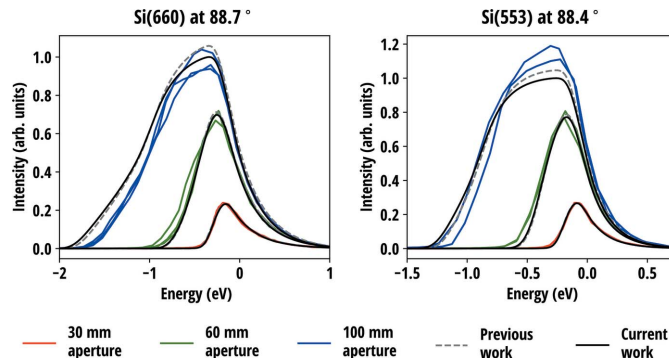 Si(660) at 88.7 °
Si(553) at 88.4 °
Intensity (arb. units)
1.0
0.8
0.6
0.4
0.2
0.0
−2
−1
0
1
Energy (eV)
Intensity (arb. units)
1.2
1.0
0.8
0.6
0.4
0.2
0.0
−1.5
−1.0
−0.5
0.0
0.5
Energy (eV)
30 mm
aperture
60 mm
aperture
100 mm
aperture
Previous
work
Current
work